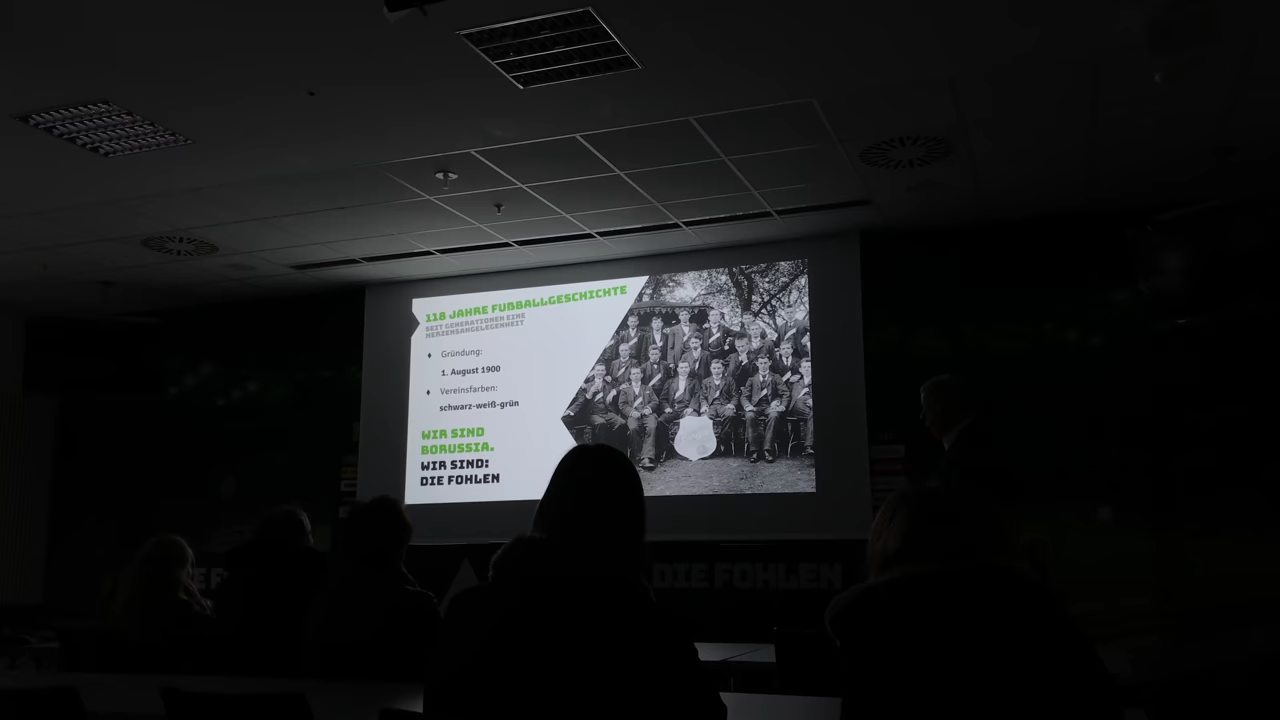 118 JAHRE FUßBALLGESCHICHTE
SEIT GENERATIONEN EINE
HERZENSANGELEGENHEIT
Gründung:
1. August 1900
Vereinsfarben:
schwarz-weiß-grün
WIR SIND
BORUSSIA.
WIR SIND:
DIE FOHLEN
DIE FOHLEN